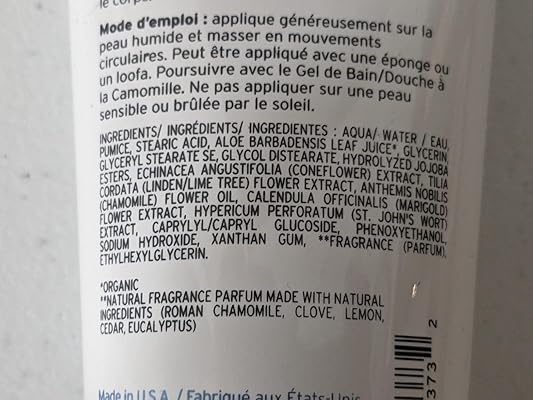 Mode d'emploi : applique généreusement sur la
peau humide et masser en mouvements
circulaires. Peut être appliqué avec une éponge ou
un loofa. Poursuivre avec le Gel de Bain/Douche à
la Camomille. Ne pas appliquer sur une peau
sensible ou brûlée par le soleil.
INGREDIENTS/ INGRÉDIENTS/ INGREDIENTES : AQUA/ WATER / EAU,
PUMICE, STEARIC ACID, ALOE BARBADENSIS LEAF JUICE*, GLYCERIN,
GLYCERYL STEARATE SE, GLYCOL DISTEARATE, HYDROLYZED JOJOBA
ESTERS, ECHINACEA ANGUSTIFOLIA (CONEFLOWER) EXTRACT, TILIA
CORDATA (LINDEN/LIME TREE) FLOWER EXTRACT, ANTHEMIS NOBILIS
(CHAMOMILE) FLOWER OIL, CALENDULA OFFICINALIS (MARIGOLD)
FLOWER EXTRACT, HYPERICUM PERFORATUM (ST. JOHN'S WORT)
EXTRACT, CAPRYLYL/CAPRYL GLUCOSIDE, PHENOXYETHANOL,
SODIUM HYDROXIDE, XANTHAN GUM, **FRAGRANCE (PARFUM),
ETHYLHEXYLGLYCERIN.
*ORGANIC
**NATURAL FRAGRANCE PARFUM MADE WITH NATURAL
INGREDIENTS (ROMAN CHAMOMILE, CLOVE, LEMON,
CEDAR, EUCALYPTUS)
373 2
Made in U.S.A. / Fabriqué aux États-Unis